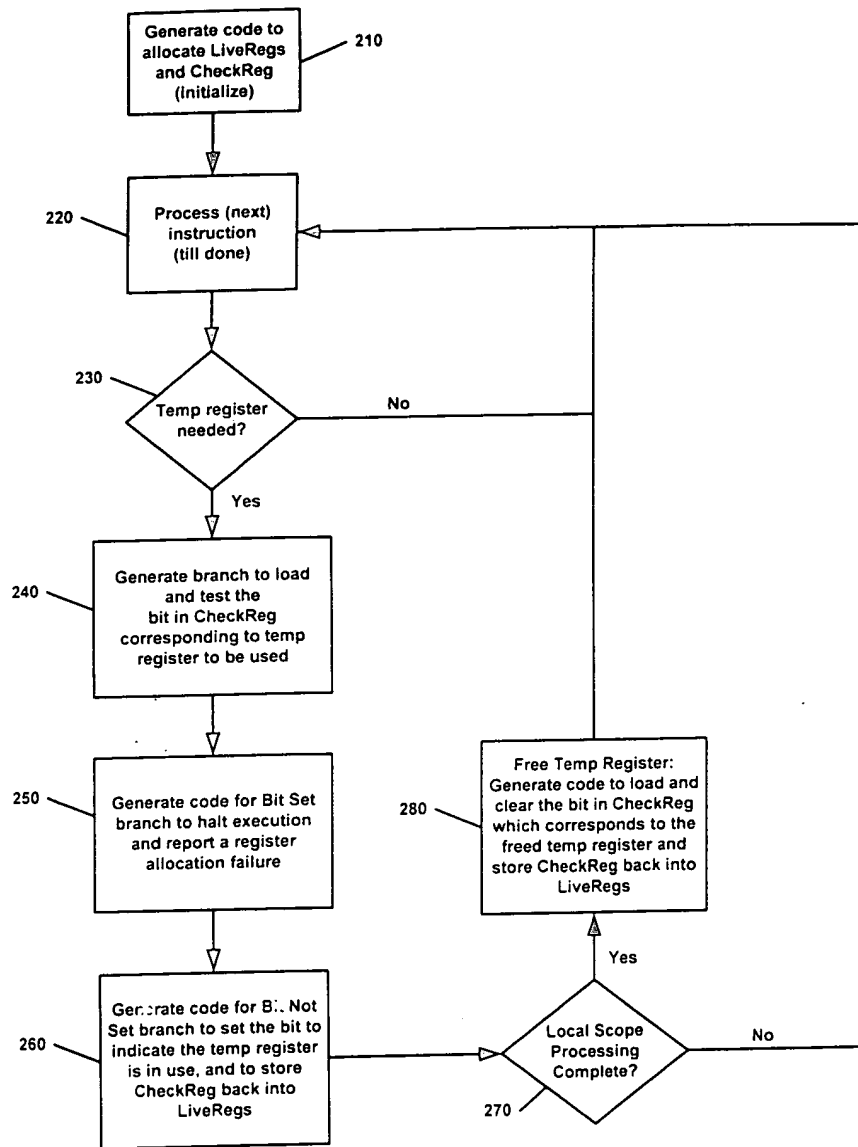 Generate code to
allocate LiveRegs
and CheckReg
(Initialize)
210
220
Process (next)
instruction
(till done)
230
Temp register
needed?
No
Yes
240
Generate branch to load
and test the
bit in CheckReg
corresponding to temp
register to be used
250
Generate code for Bit Set
branch to halt execution
and report a register
allocation failure
280
Free Temp Register:
Generate code to load and
clear the bit in CheckReg
which corresponds to the
freed temp register and
store CheckReg back into
LiveRegs
Yes
260
Generate code for Not
Set branch to set the bit to
indicate the temp register
is in use, and to store
CheckReg back into
LiveRegs
Local Scope
Processing
Complete?
No
270